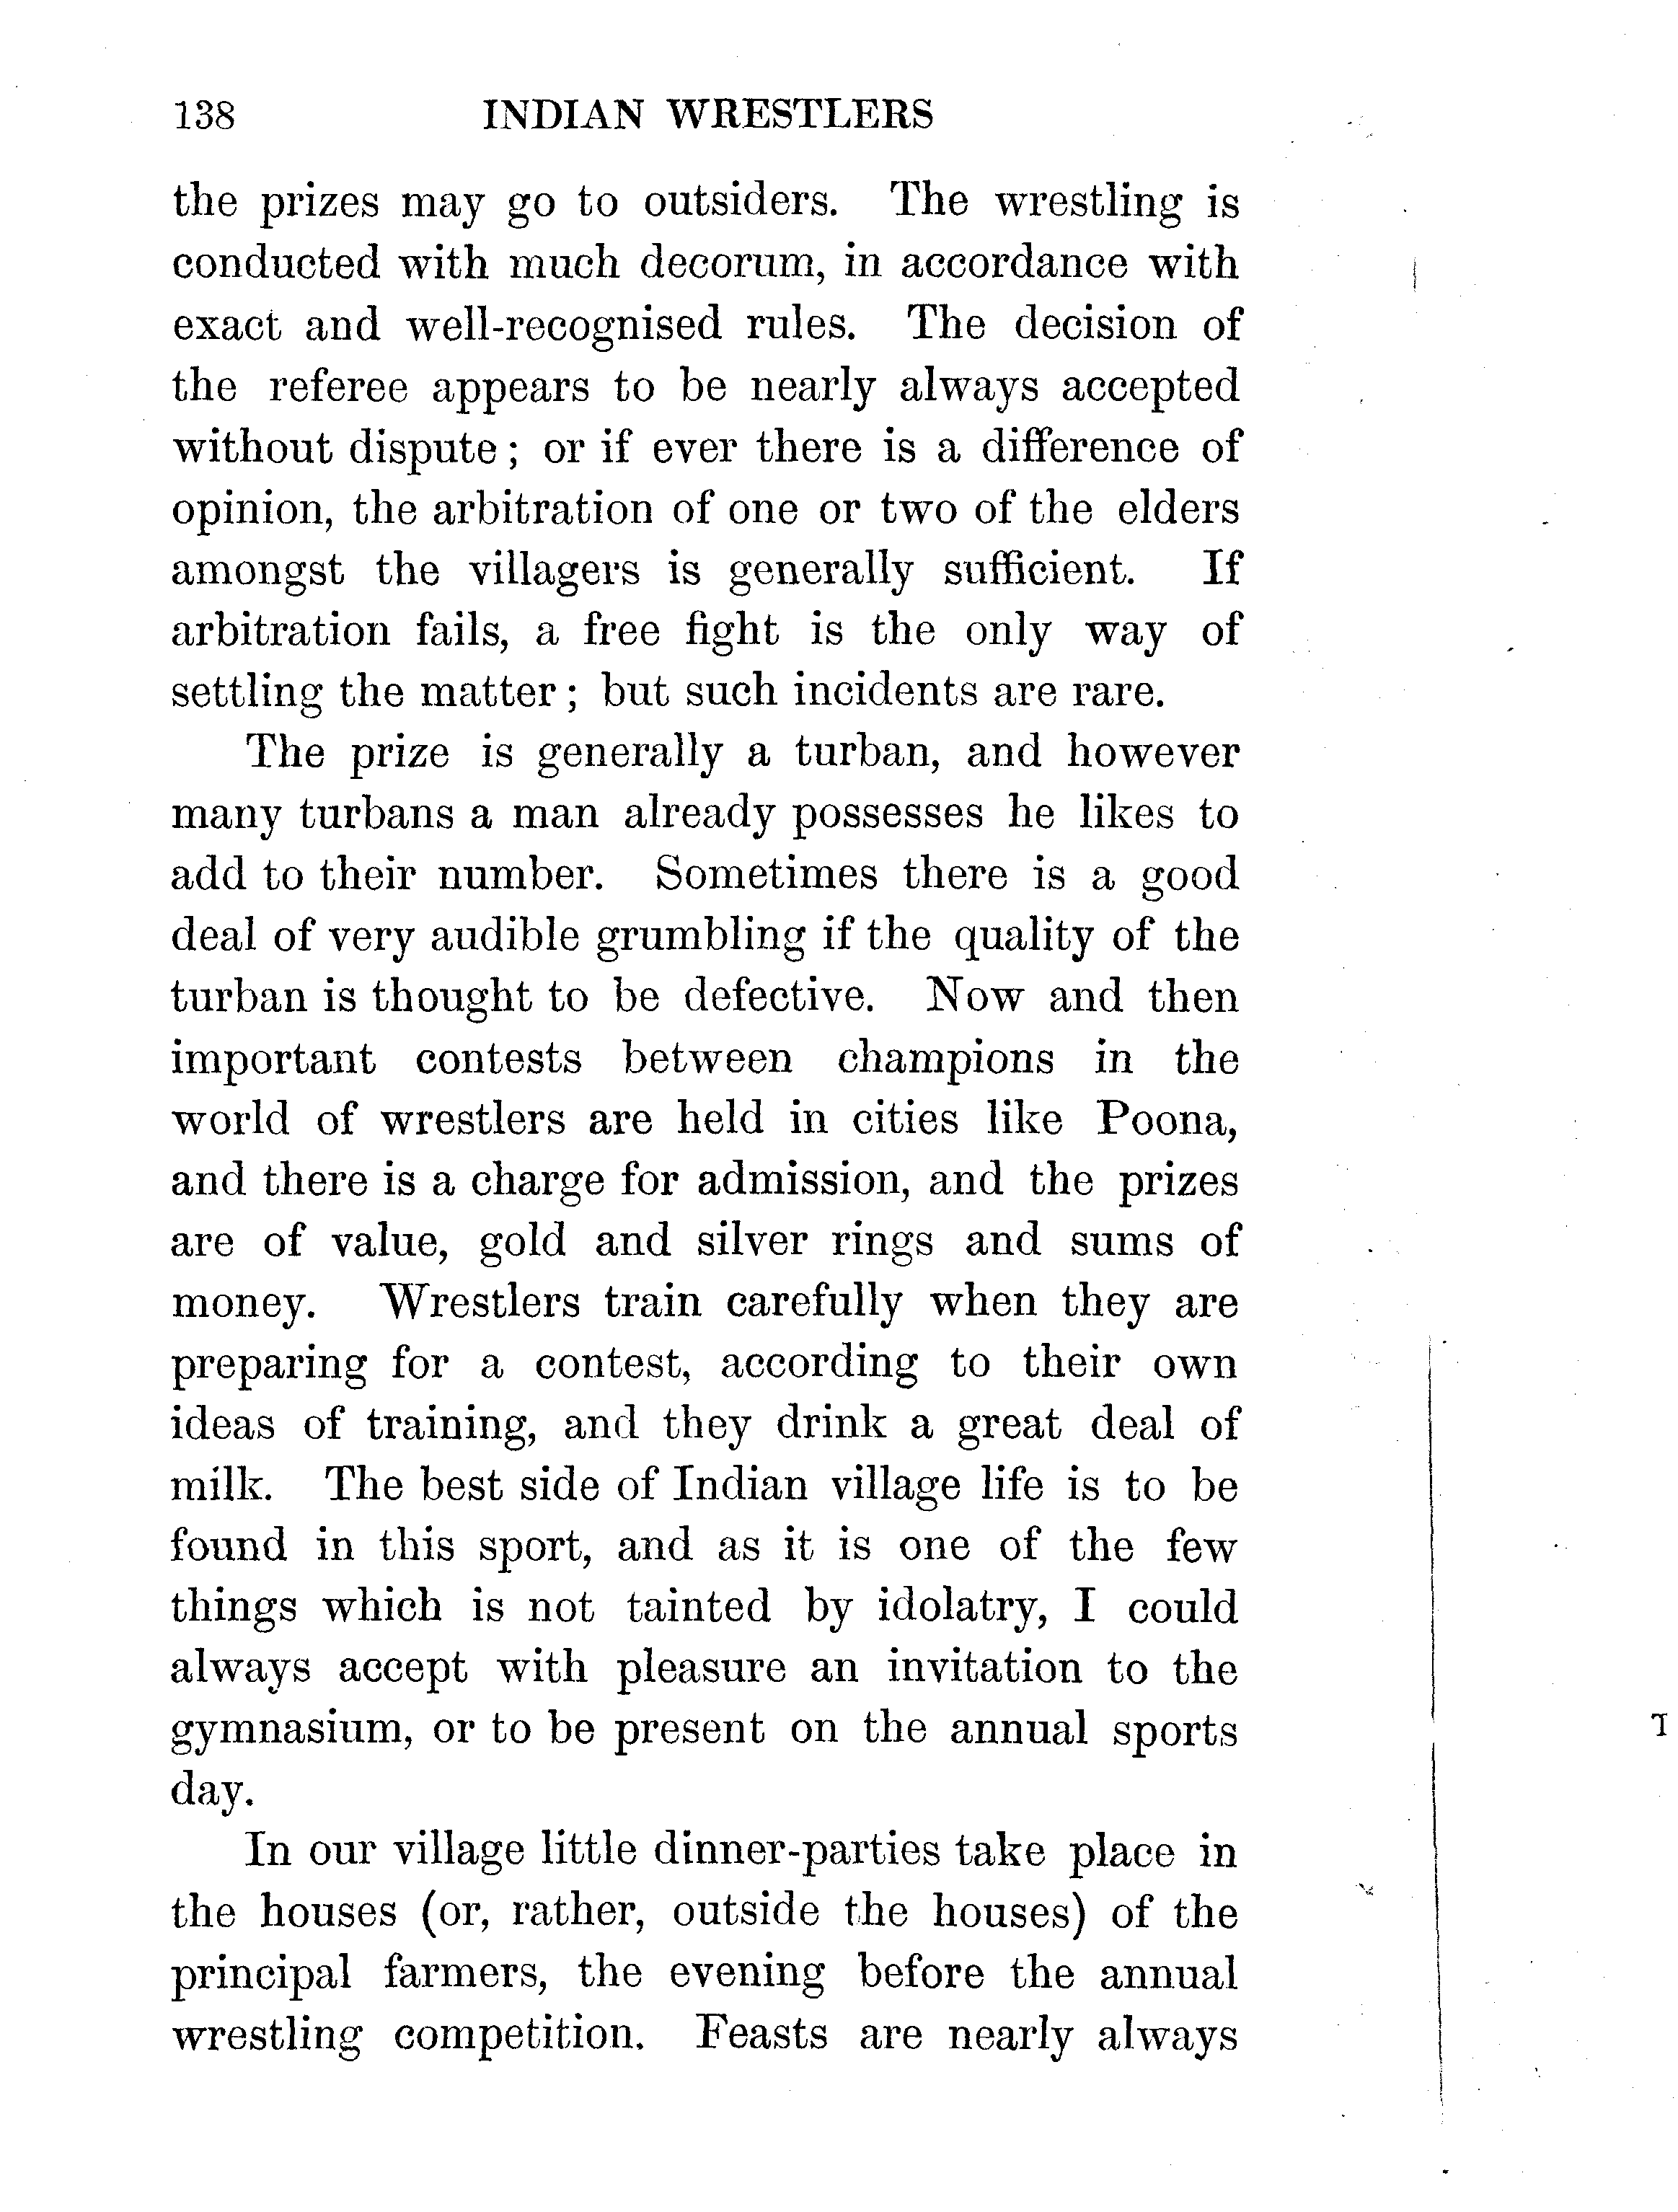 138 INDIAN WRESTLERS
the prizes may go to outsiders. The wrestling is
conducted with much decorum, in accordance with
exact and well-recognised rules. The decision of
the referee appears to be nearly always accepted
without dispute ; or if ever there is a difference of
opinion, the arbitration of one or two of the elders
amongst the villagers is generally sufficient. If
arbitration fails, a free fight is the only way of
settling the matter ; but such incidents are rare.
The prize is generally a turban, and however
many turbans a man already possesses he likes to
add to their number. Sometimes there is a good
deal of very audible grumbling if the quality of the
turban is thought to be defective. Now and then
important contests between champions in the
world of wrestlers are held in cities like Poona,
and there is a charge for admission, and the prizes
are of value, gold and silver rings and sums of
money. Wrestlers train carefully when they are
preparing for a contest, according to their own
ideas of training, and they drink a great deal of
milk. The best side of Indian village life is to be
found in this sport, and as it is one of the few
things which is not tainted by idolatry, I could
always accept with pleasure an invitation to the
gymnasium, or to be present on the annual sports
day.
In our village little dinner-parties take place in
the houses (or, rather, outside the houses) of the
principal farmers, the evening before the annual
wrestling competition. Feasts are nearly always